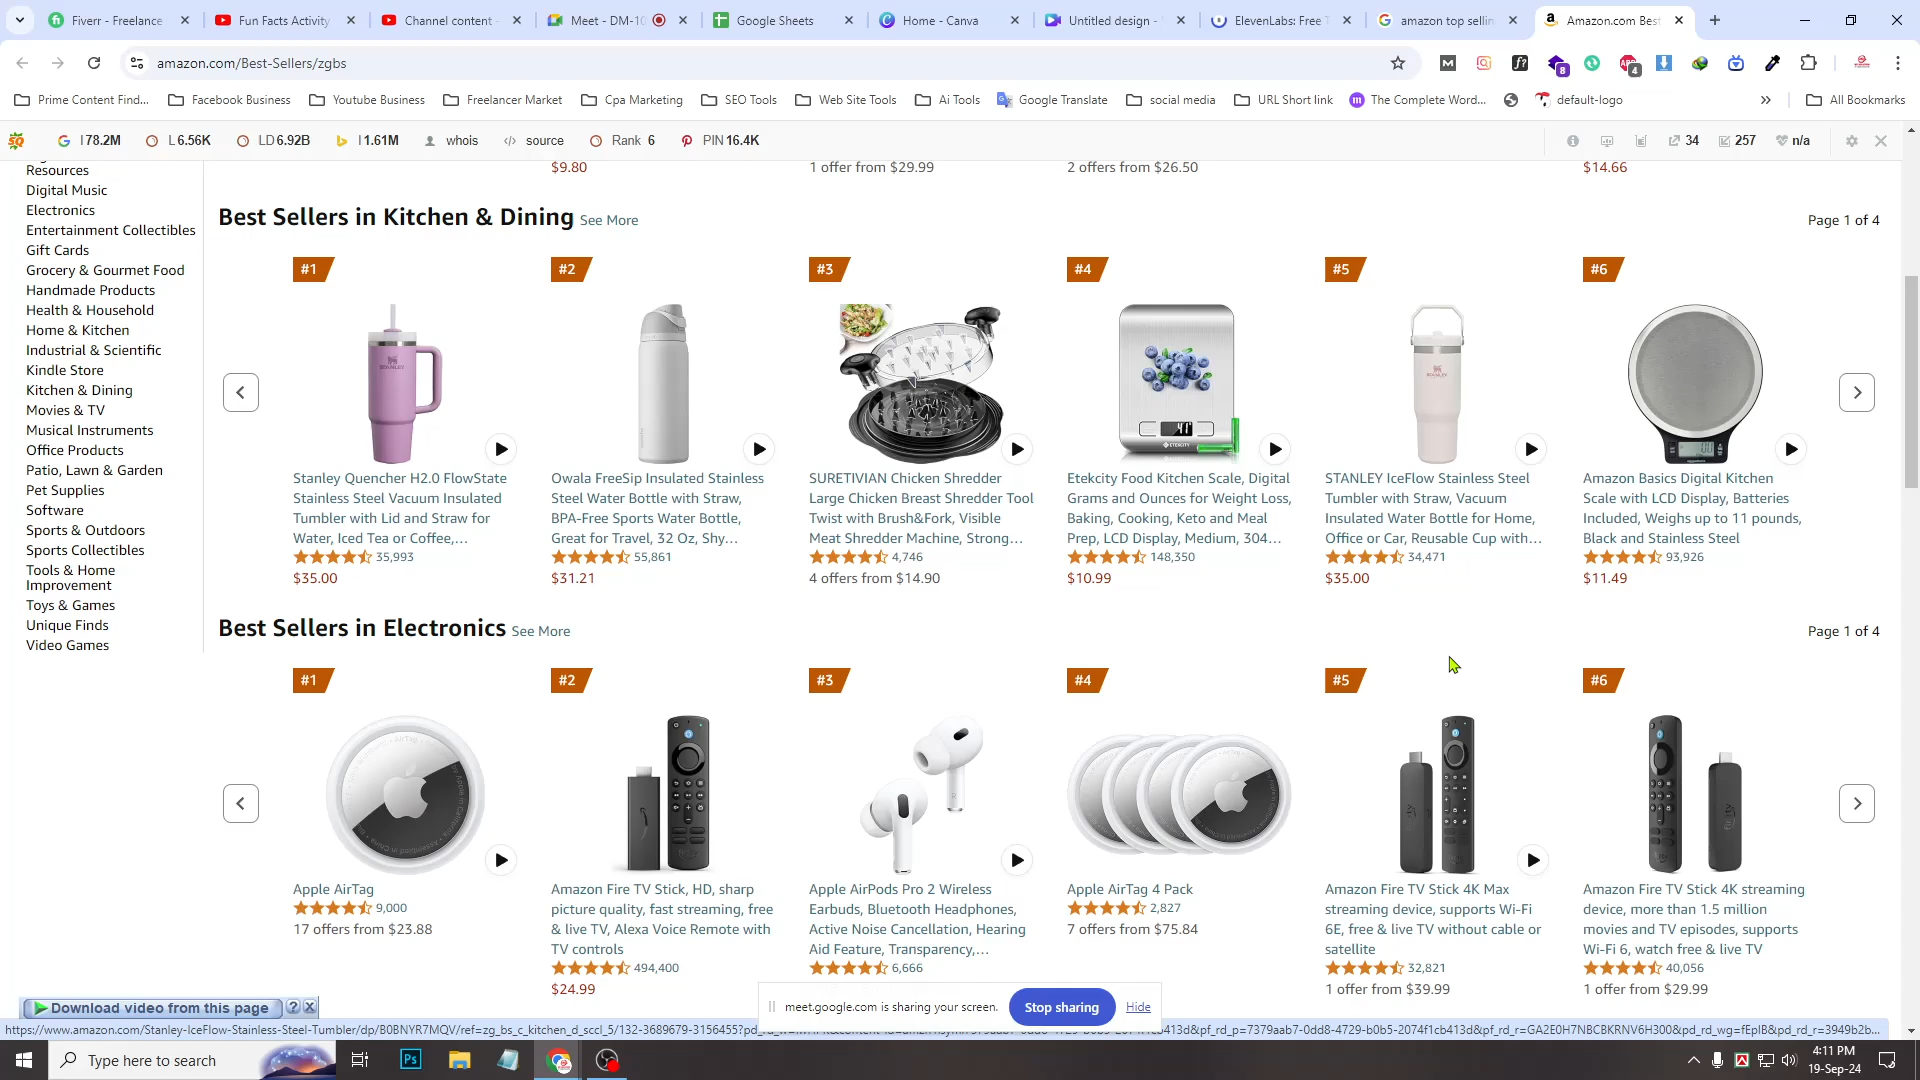 Fiverr - Freelance
Fun Facts Activity
Channel content -
Meet - DM-10
Google Sheets
Home - Canva
Untitled design -
ElevenLabs: Free T
amazon top sellin
Amazon.com Best
amazon.com/Best-Sellers/zgbs
Prime Content Find...
Facebook Business
Youtube Business
Freelancer Market
Cpa Marketing
SEO Tools
Web Site Tools
Ai Tools
Google Translate
social media
URL Short link
The Complete Word...
default-logo
»
All Bookmarks
I 78.2M
L 6.56K
LD 6.92B
I 1.61M
whois
source
Rank 6
PIN 16.4K
34
257
n/a
Resources
Digital Music
Electronics
Entertainment Collectibles
Gift Cards
Grocery & Gourmet Food
Handmade Products
Health & Household
Home & Kitchen
Industrial & Scientific
Kindle Store
Kitchen & Dining
Movies & TV
Musical Instruments
Office Products
Patio, Lawn & Garden
Pet Supplies
Software
Sports & Outdoors
Sports Collectibles
Tools & Home
Improvement
Toys & Games
Unique Finds
Video Games
$9.80
1 offer from $29.99
2 offers from $26.50
$14.66
Best Sellers in Kitchen & Dining See More
Page 1 of 4
#1
Stanley Quencher H2.0 FlowState
Stainless Steel Vacuum Insulated
Tumbler with Lid and Straw for
Water, Iced Tea or Coffee,...
35,993
$35.00
#2
Owala FreeSip Insulated Stainless
Steel Water Bottle with Straw,
BPA-Free Sports Water Bottle,
Great for Travel, 32 Oz, Shy...
55,861
$31.21
#3
SURETIVIAN Chicken Shredder
Large Chicken Breast Shredder Tool
Twist with Brush&Fork, Visible
Meat Shredder Machine, Strong...
4,746
4 offers from $14.90
#4
Etekcity Food Kitchen Scale, Digital
Grams and Ounces for Weight Loss,
Baking, Cooking, Keto and Meal
Prep, LCD Display, Medium, 304...
148,350
$10.99
#5
STANLEY IceFlow Stainless Steel
Tumbler with Straw, Vacuum
Insulated Water Bottle for Home,
Office or Car, Reusable Cup with...
34,471
$35.00
#6
Amazon Basics Digital Kitchen
Scale with LCD Display, Batteries
Included, Weighs up to 11 pounds,
Black and Stainless Steel
93,926
$11.49
Best Sellers in Electronics See More
Page 1 of 4
#1
Apple AirTag
9,000
17 offers from $23.88
#2
Amazon Fire TV Stick, HD, sharp
picture quality, fast streaming, free
& live TV, Alexa Voice Remote with
TV controls
494,400
$24.99
#3
Apple AirPods Pro 2 Wireless
Earbuds, Bluetooth Headphones,
Active Noise Cancellation, Hearing
Aid Feature, Transparency,...
6,666
#4
Apple AirTag 4 Pack
2,827
7 offers from $75.84
#5
Amazon Fire TV Stick 4K Max
streaming device, supports Wi-Fi
6E, free & live TV without cable or
satellite
32,821
1 offer from $39.99
#6
Amazon Fire TV Stick 4K streaming
device, more than 1.5 million
movies and TV episodes, supports
Wi-Fi 6, watch free & live TV
40,056
1 offer from $29.99
Download video from this page
meet.google.com is sharing your screen.
Stop sharing
Hide
Type here to search
4:11 PM
19-Sep-24